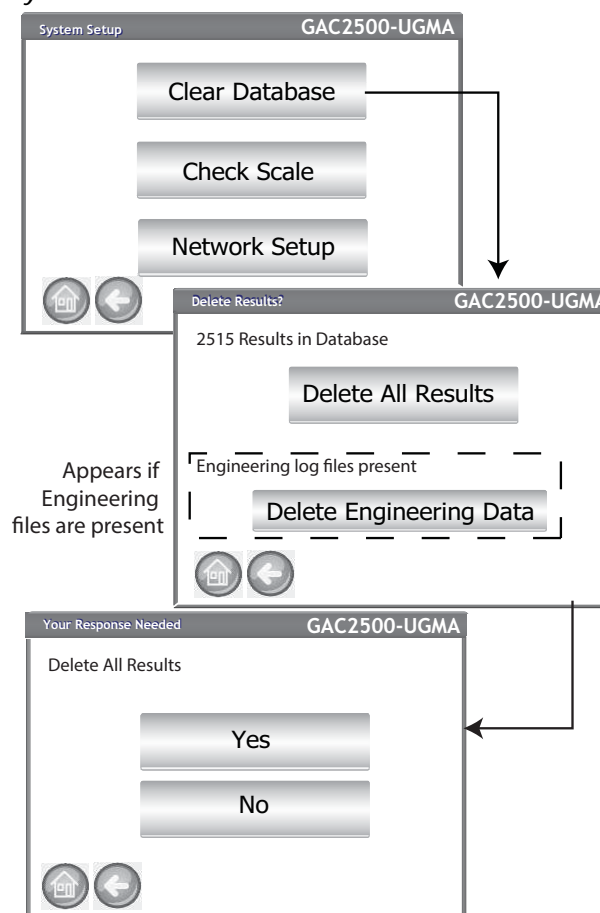 System Setup GAC2500-UGMA
Clear Database
Check Scale
Network Setup
Delete Results? GAC2500-UGMA
2515 Results in Database
Delete All Results
Appears if
Engineering
files are present
Engineering log files present
Delete Engineering Data
Your Response Needed GAC2500-UGMA
Delete All Results
Yes
No